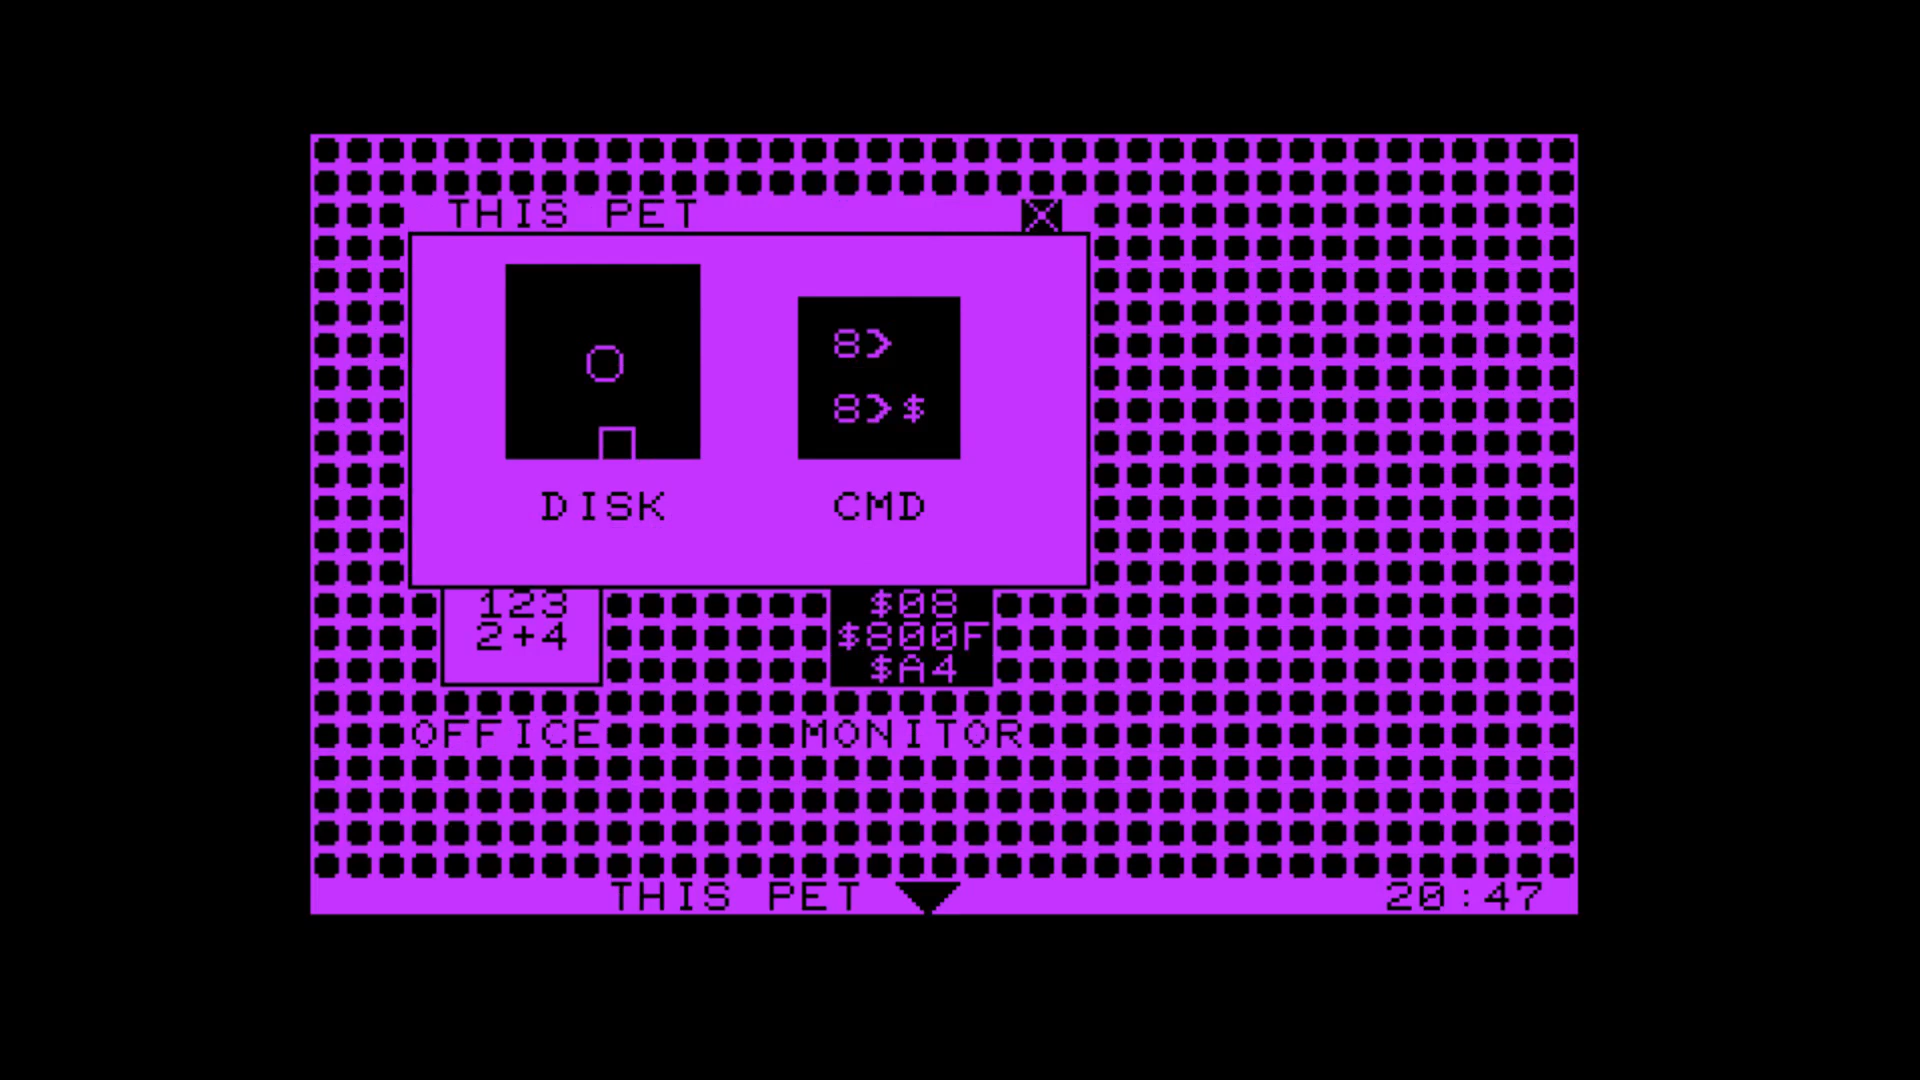 THIS PET
8>
8>$
DISK
CMD
123
2+4
$08
$800F
$A4
OFFICE
MONITOR
THIS PET
20:47